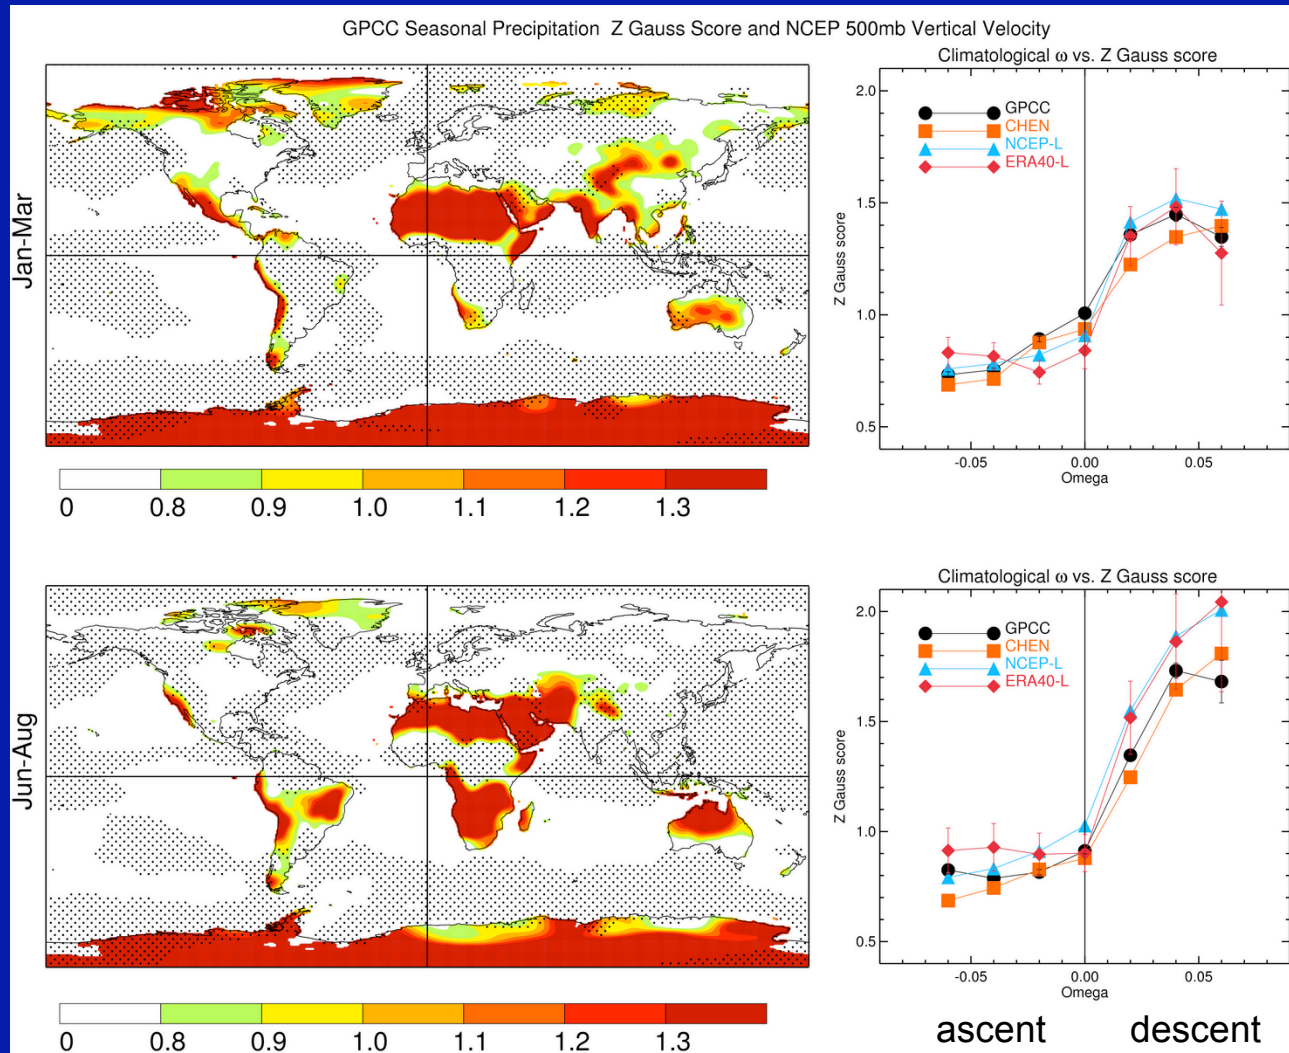 GPCC Seasonal Precipitation Z Gauss Score and NCEP 500mb Vertical Velocity
Jan-Mar
0 0.8 0.9 1.0 1.1 1.2 1.3
Climatological ω vs. Z Gauss score
GPCC
CHEN
NCEP-L
ERA40-L
Z Gauss score
2.0
1.5
1.0
0.5
-0.05 0.00 0.05
Omega
Jun-Aug
0 0.8 0.9 1.0 1.1 1.2 1.3
Climatological ω vs. Z Gauss score
GPCC
CHEN
NCEP-L
ERA40-L
Z Gauss score
2.0
1.5
1.0
0.5
-0.05 0.00 0.05
Omega
ascent descent